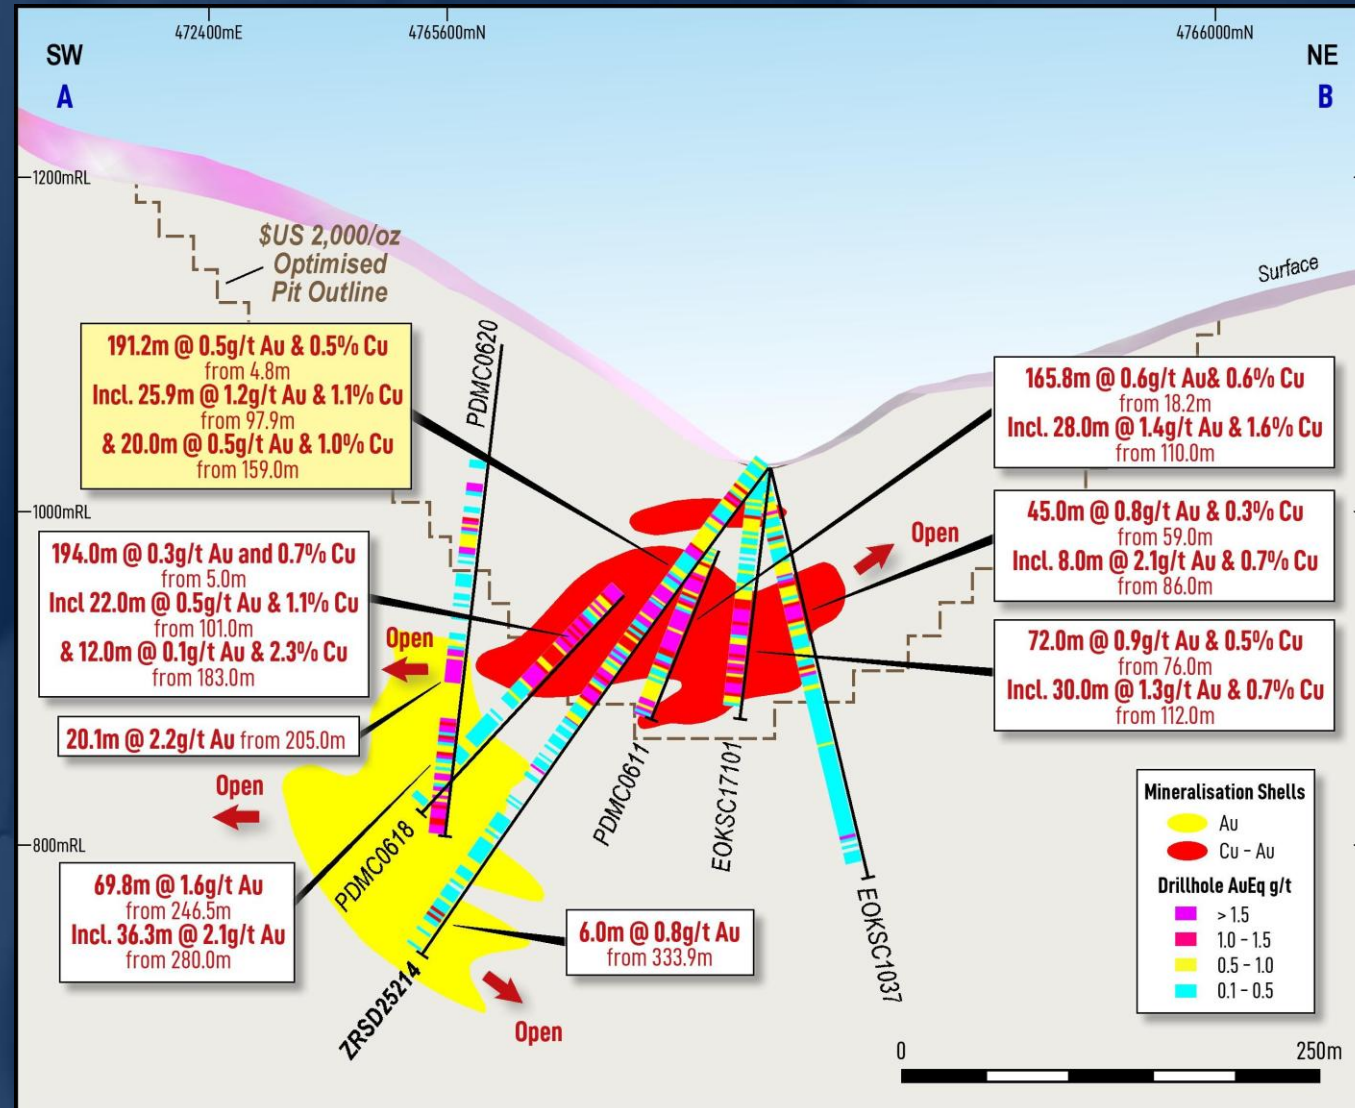 472400mE
4765600mN
4766000mN
SW
NE
A
B
1200mRL
$US 2,000/oz
Optimised
Pit Outline
Surface
191.2m @ 0.5g/t Au & 0.5% Cu
from 4.8m
Incl. 25.9m @ 1.2g/t Au & 1.1% Cu
from 97.9m
& 20.0m @ 0.5g/t Au & 1.0% Cu
from 159.0m
PDMC0620
165.8m @ 0.6g/t Au& 0.6% Cu
from 18.2m
Incl. 28.0m @ 1.4g/t Au & 1.6% Cu
from 110.0m
1000mRL
45.0m @ 0.8g/t Au & 0.3% Cu
from 59.0m
Incl. 8.0m @ 2.1g/t Au & 0.7% Cu
from 86.0m
Open
194.0m @ 0.3g/t Au and 0.7% Cu
from 5.0m
Incl 22.0m @ 0.5g/t Au & 1.1% Cu
from 101.0m
& 12.0m @ 0.1g/t Au & 2.3% Cu
from 183.0m
Open
72.0m @ 0.9g/t Au & 0.5% Cu
from 76.0m
Incl. 30.0m @ 1.3g/t Au & 0.7% Cu
from 112.0m
20.1m @ 2.2g/t Au from 205.0m
Open
800mRL
PDMC0618
PDMC0611
EOKSC17101
EOKSC1037
69.8m @ 1.6g/t Au
from 246.5m
Incl. 36.3m @ 2.1g/t Au
from 280.0m
6.0m @ 0.8g/t Au
from 333.9m
ZRSD25214
Open
Mineralisation Shells
Au
Cu - Au
Drillhole AuEq g/t
> 1.5
1.0 - 1.5
0.5 - 1.0
0.1 - 0.5
0
250m